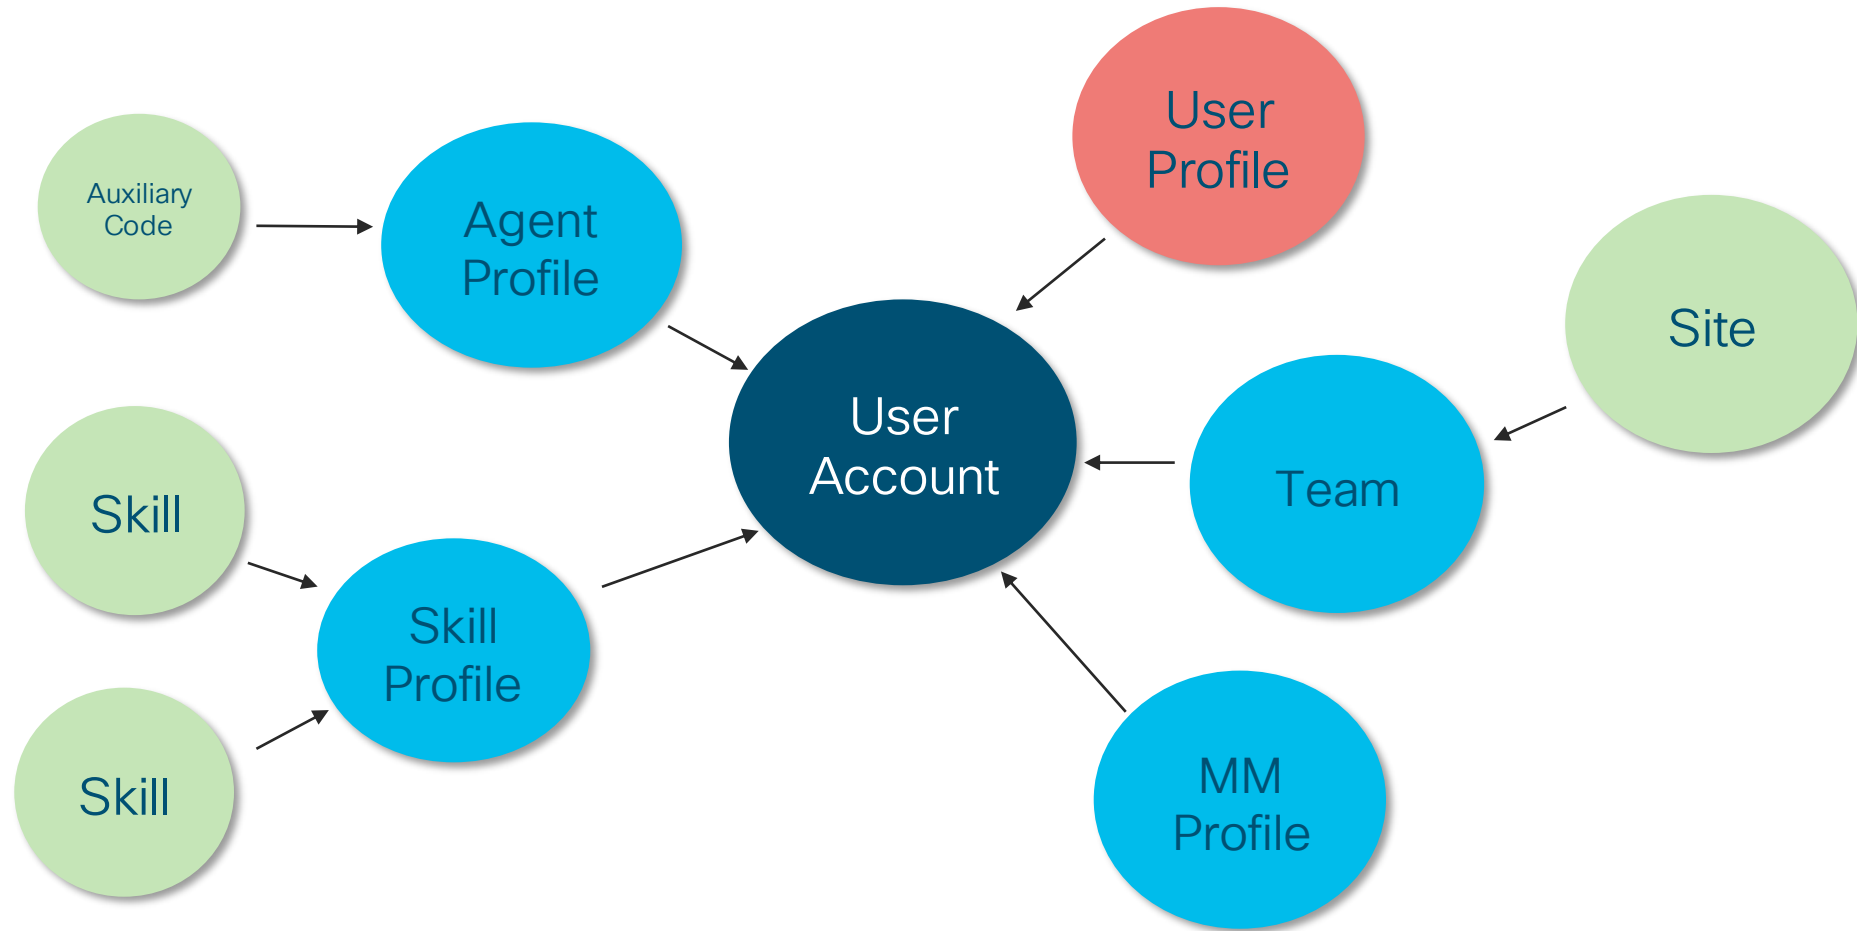 User
Profile
Auxiliary
Code
Agent
Profile
Site
User
Account
Team
Skill
Skill
Profile
Skill
MM
Profile